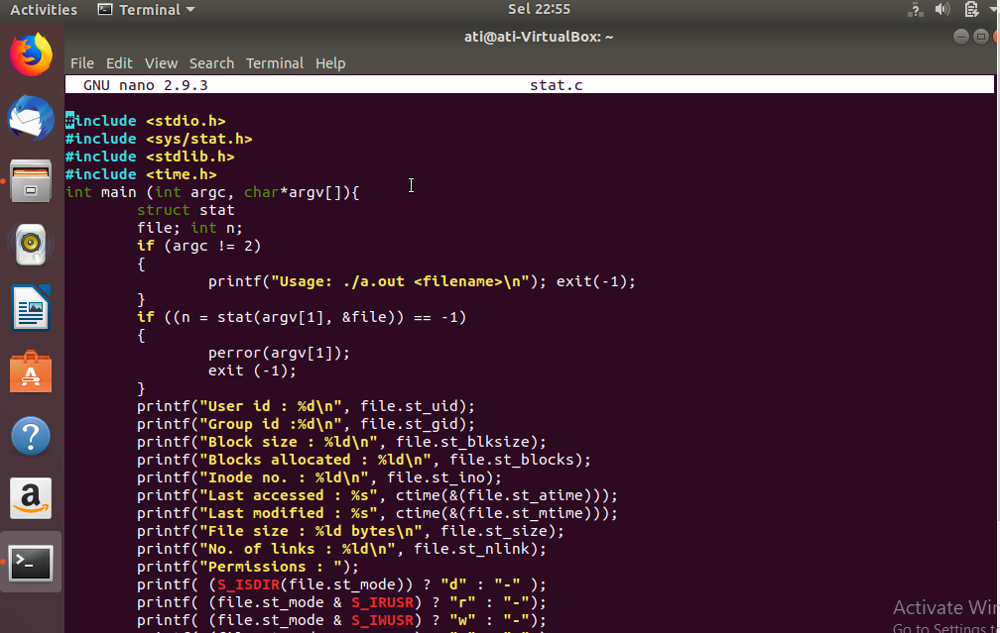 Activities Terminal Sel 22:55
ati@ati-VirtualBox: ~
File Edit View Search Terminal Help
GNU nano 2.9.3 stat.c
#include <stdio.h>
#include <sys/stat.h>
#include <stdlib.h>
#include <time.h>
int main (int argc, char*argv[]){
struct stat
file; int n;
if (argc != 2)
{
printf("Usage: ./a.out <filename>\n"); exit(-1);
}
if ((n = stat(argv[1], &file)) == -1)
{
perror(argv[1]);
exit (-1);
}
printf("User id : %d\n", file.st_uid);
printf("Group id :%d\n", file.st_gid);
printf("Block size : %ld\n", file.st_blksize);
printf("Blocks allocated : %ld\n", file.st_blocks);
printf("Inode no. : %ld\n", file.st_ino);
printf("Last accessed : %s", ctime(&(file.st_atime)));
printf("Last modified : %s", ctime(&(file.st_mtime)));
printf("File size : %ld bytes\n", file.st_size);
printf("No. of links : %ld\n", file.st_nlink);
printf("Permissions : ");
printf( (S_ISDIR(file.st_mode)) ? "d" : "-" );
printf( (file.st_mode & S_IRUSR) ? "r" : "-");
printf( (file.st_mode & S_IWUSR) ? "w" : "-");
Activate Win
Go to Settings t